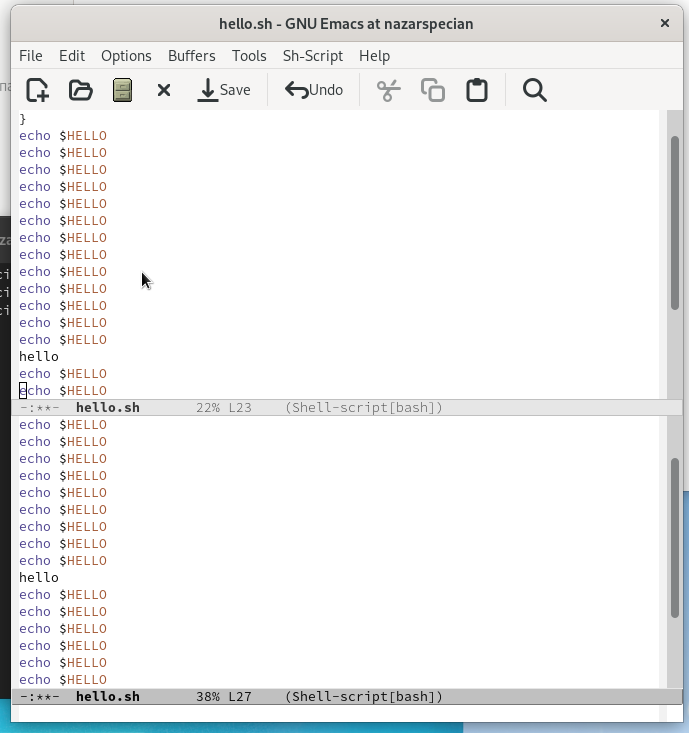 hello.sh - GNU Emacs at nazarspecian
File Edit Options Buffers Tools Sh-Script Help
Save Undo
}
echo $HELLO
echo $HELLO
echo $HELLO
echo $HELLO
echo $HELLO
echo $HELLO
echo $HELLO
echo $HELLO
echo $HELLO
echo $HELLO
echo $HELLO
echo $HELLO
echo $HELLO
hello
echo $HELLO
echo $HELLO
-:**-  hello.sh       22% L23    (Shell-script[bash])
echo $HELLO
echo $HELLO
echo $HELLO
echo $HELLO
echo $HELLO
echo $HELLO
echo $HELLO
echo $HELLO
echo $HELLO
hello
echo $HELLO
echo $HELLO
echo $HELLO
echo $HELLO
echo $HELLO
echo $HELLO
-:**-  hello.sh       38% L27    (Shell-script[bash])